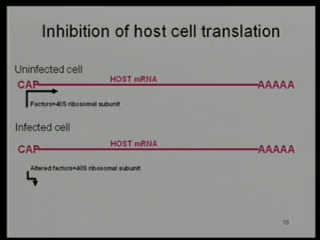 Inhibition of host cell translation
Uninfected cell
HOST mRNA
CAP AAAAA
Factors+40S ribosomal subunit
Infected cell
HOST mRNA
CAP AAAAA
Altered factors+40S ribosomal subunit
16